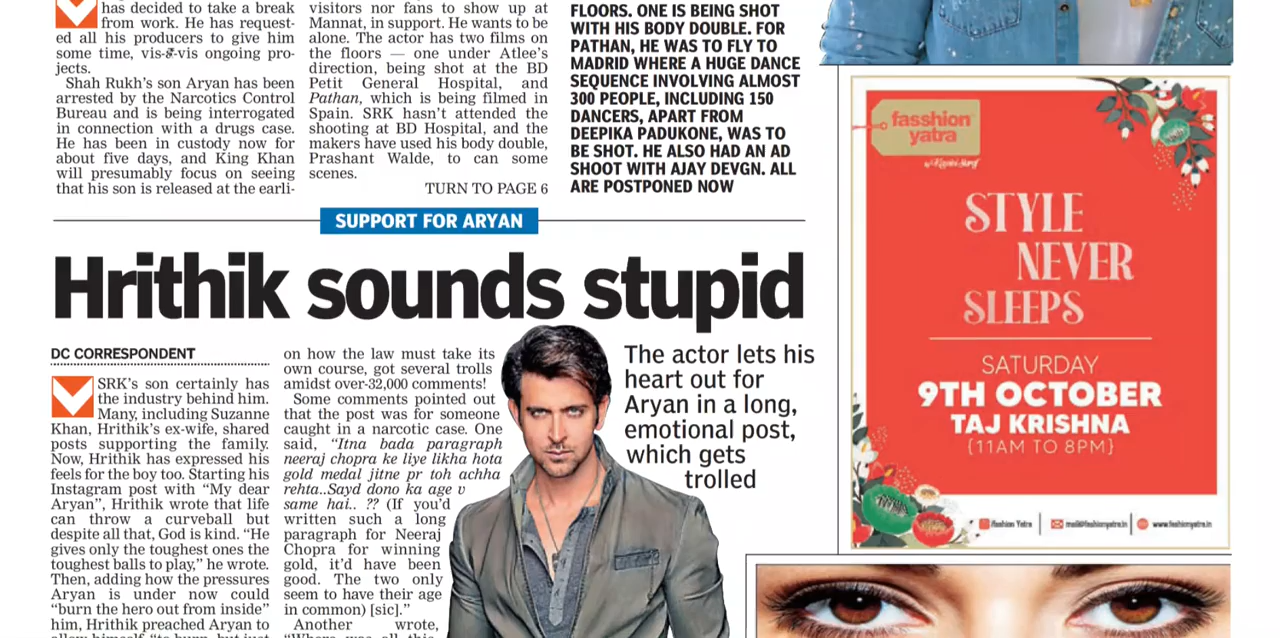 has decided to take a break
from work. He has request-
ed all his producers to give him
some time, vis-à-vis ongoing pro-
jects.
Shah Rukh's son Aryan has been
arrested by the Narcotics Control
Bureau and is being interrogated
in connection with a drugs case.
He has been in custody now for
about five days, and King Khan
will presumably focus on seeing
that his son is released at the earli-
visitors nor fans to show up at
Mannat, in support. He wants to be
alone. The actor has two films on
the floors — one under Atlee's
direction, being shot at the BD
Petit General Hospital, and
Pathan, which is being filmed in
Spain. SRK hasn't attended the
shooting at BD Hospital, and the
makers have used his body double,
Prashant Walde, to can some
scenes.
TURN TO PAGE 6
FLOORS. ONE IS BEING SHOT
WITH HIS BODY DOUBLE. FOR
PATHAN, HE WAS TO FLY TO
MADRID WHERE A HUGE DANCE
SEQUENCE INVOLVING ALMOST
300 PEOPLE, INCLUDING 150
DANCERS, APART FROM
DEEPIKA PADUKONE, WAS TO
BE SHOT. HE ALSO HAD AN AD
SHOOT WITH AJAY DEVGN. ALL
ARE POSTPONED NOW
SUPPORT FOR ARYAN
Hrithik sounds stupid
DC CORRESPONDENT
SRK's son certainly has
the industry behind him.
Many, including Suzanne
Khan, Hrithik's ex-wife, shared
posts supporting the family.
Now, Hrithik has expressed his
feels for the boy too. Starting his
Instagram post with "My dear
Aryan", Hrithik wrote that life
can throw a curveball but
despite all that, God is kind. "He
gives only the toughest ones the
toughest balls to play," he wrote.
Then, adding how the pressures
Aryan is under now could
"burn the hero out from inside"
him, Hrithik preached Aryan to
allow himself "to burn, but just
on how the law must take its
own course, got several trolls
amidst over-32,000 comments!
Some comments pointed out
that the post was for someone
caught in a narcotic case. One
said, "Itna bada paragraph
neeraj chopra ke liye likha hota
gold medal jitne pr toh achha
rehta..Sayd dono ka age v
same hai.. ?? (If you'd
written such a long
paragraph for Neeraj
Chopra for winning
gold, it'd have been
good. The two only
seem to have their age
in common) [sic]."
Another wrote,
"Where was all this
The actor lets his
heart out for
Aryan in a long,
emotional post,
which gets
trolled
fasshion
yatra
STYLE
NEVER
SLEEPS
SATURDAY
9TH OCTOBER
TAJ KRISHNA
{11AM TO 8PM}
fashion Yatra | mail@fashionyatra.in | www.fashionyatra.in